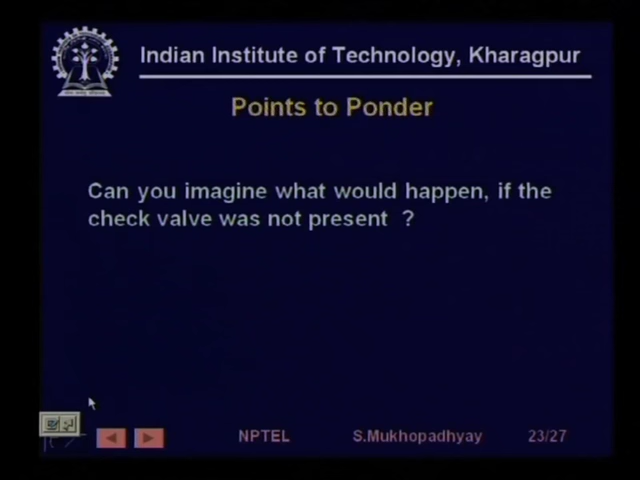 Indian Institute of Technology, Kharagpur
Points to Ponder
Can you imagine what would happen, if the
check valve was not present ?
NPTEL S.Mukhopadhyay 23/27